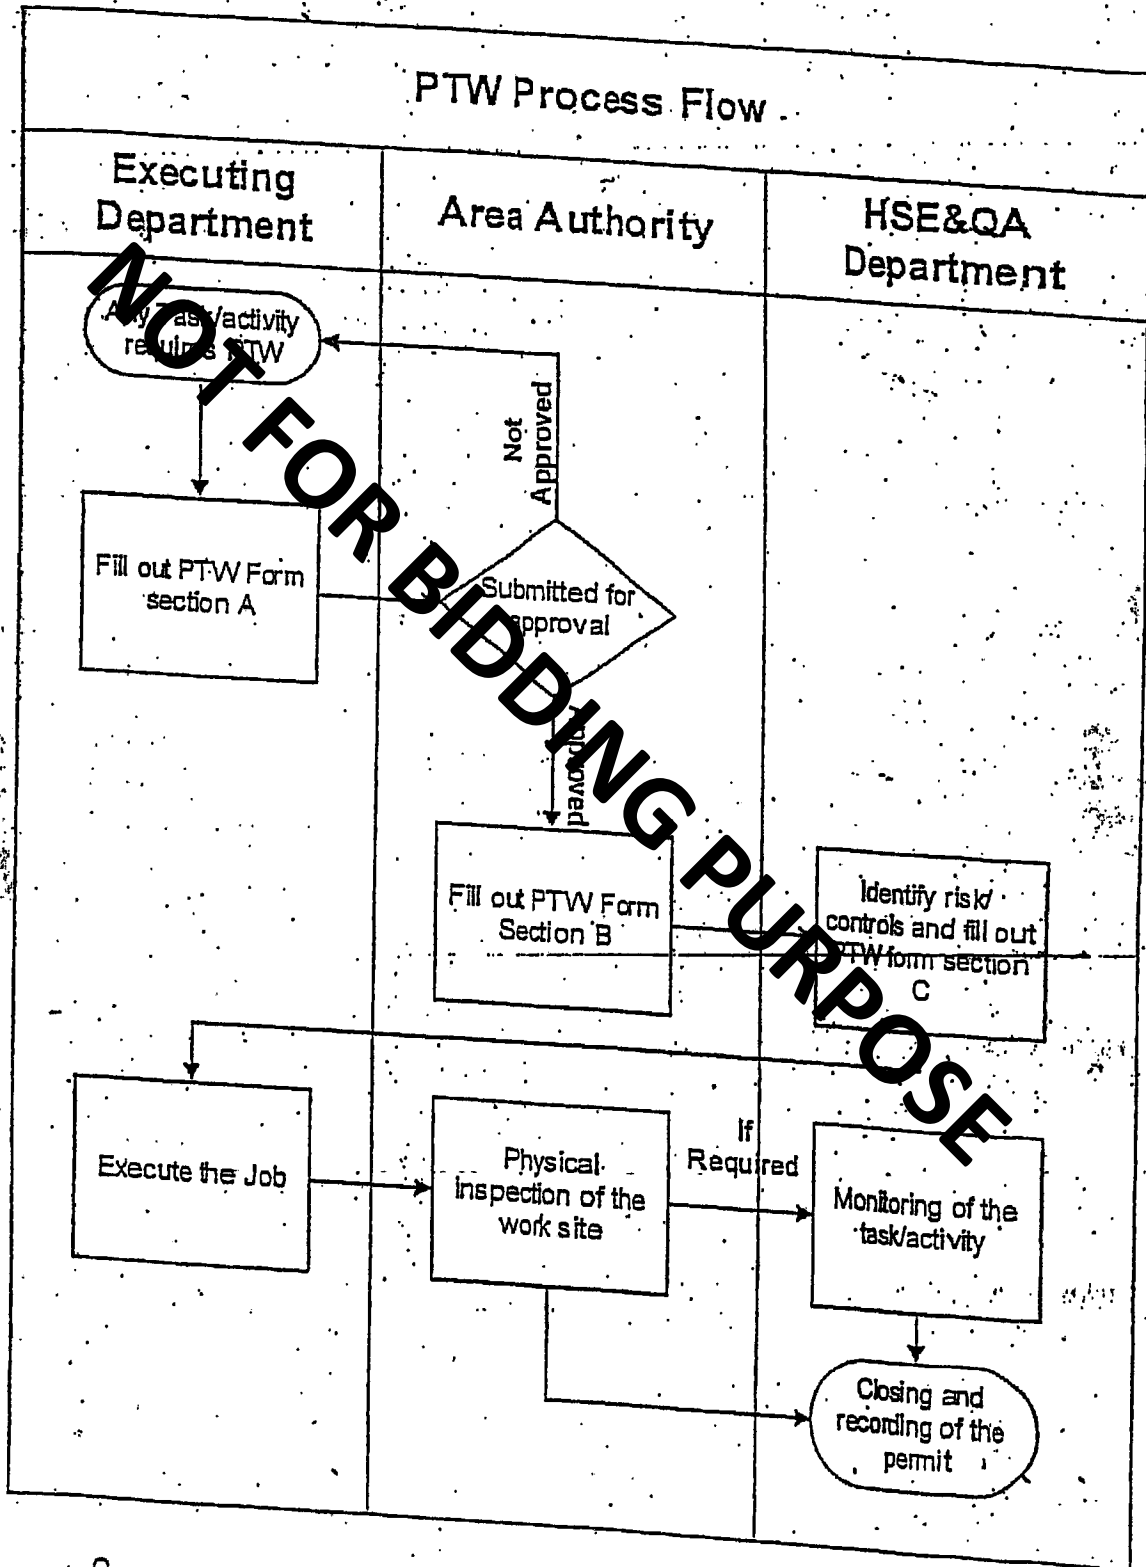 PTW Process Flow
Executing
Department
Area Authority
HSE&QA
Department
Any Task/activity
requires PTW
Not
Approved
Fill out PTW Form
section A
Submitted for
approval
Approved
Fill out PTW Form
Section B
Identify risk/
controls and fill out
PTW form section
C
Execute the Job
Physical
inspection of the
work site
If
Required
Monitoring of the
task/activity
Closing and
recording of the
permit
NOT FOR BIDDING PURPOSE